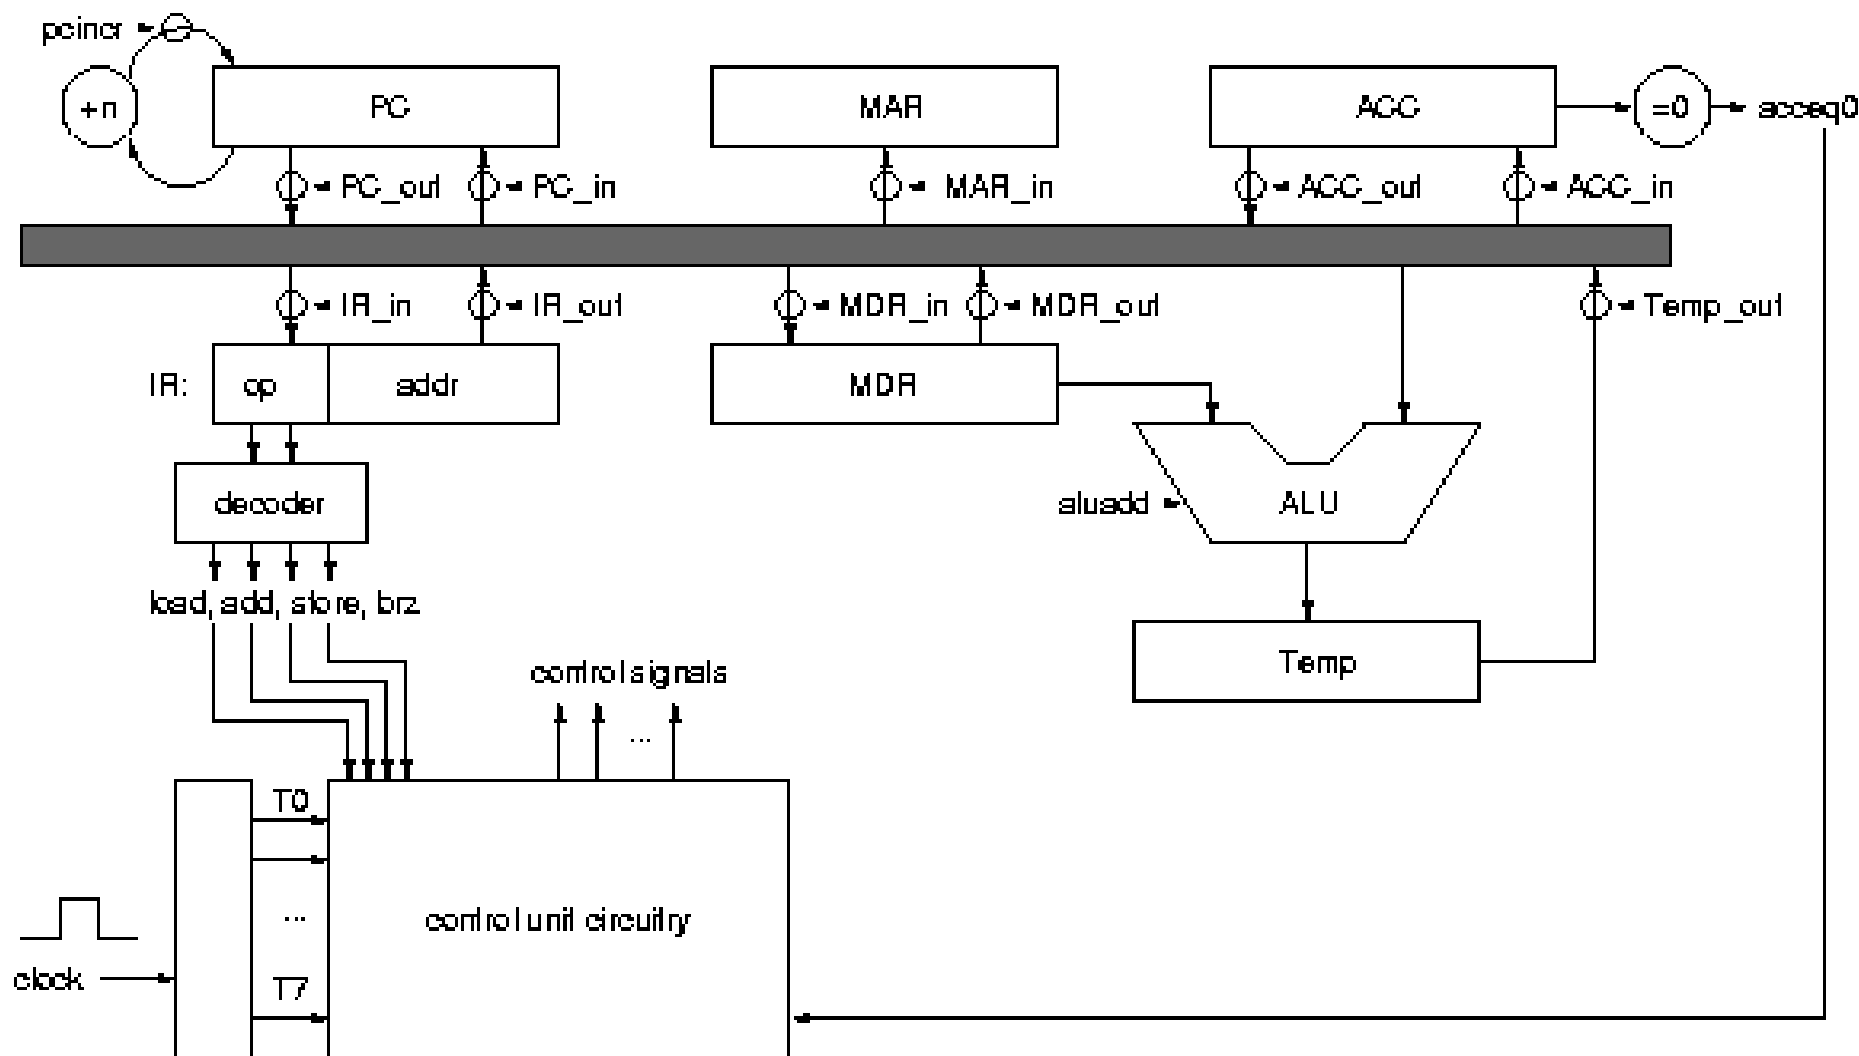 pcincr
+n
PC
MAR
ACC
=0
acceq0
PC_out
PC_in
MAR_in
ACC_out
ACC_in
IR_in
IR_out
MDR_in
MDR_out
Temp_out
IR:
op
addr
MDR
decoder
aluadd
ALU
load, add, store, brz
Temp
control signals
...
T0
...
control unit circuitry
clock
T7